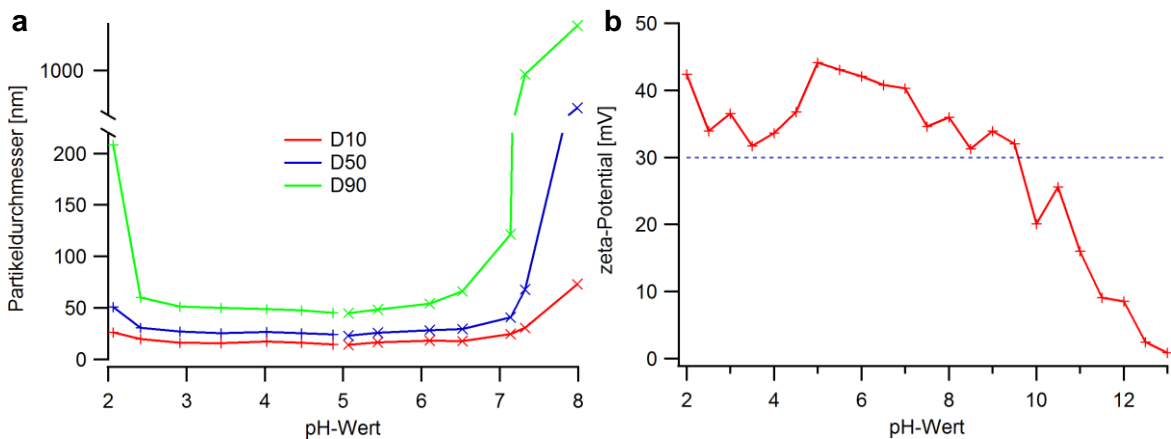 a
Partikeldurchmesser [nm]
1000
200
150
100
50
0
D10
D50
D90
2 3 4 5 6 7 8
pH-Wert
b
zeta-Potential [mV]
50
40
30
20
10
0
2 4 6 8 10 12
pH-Wert